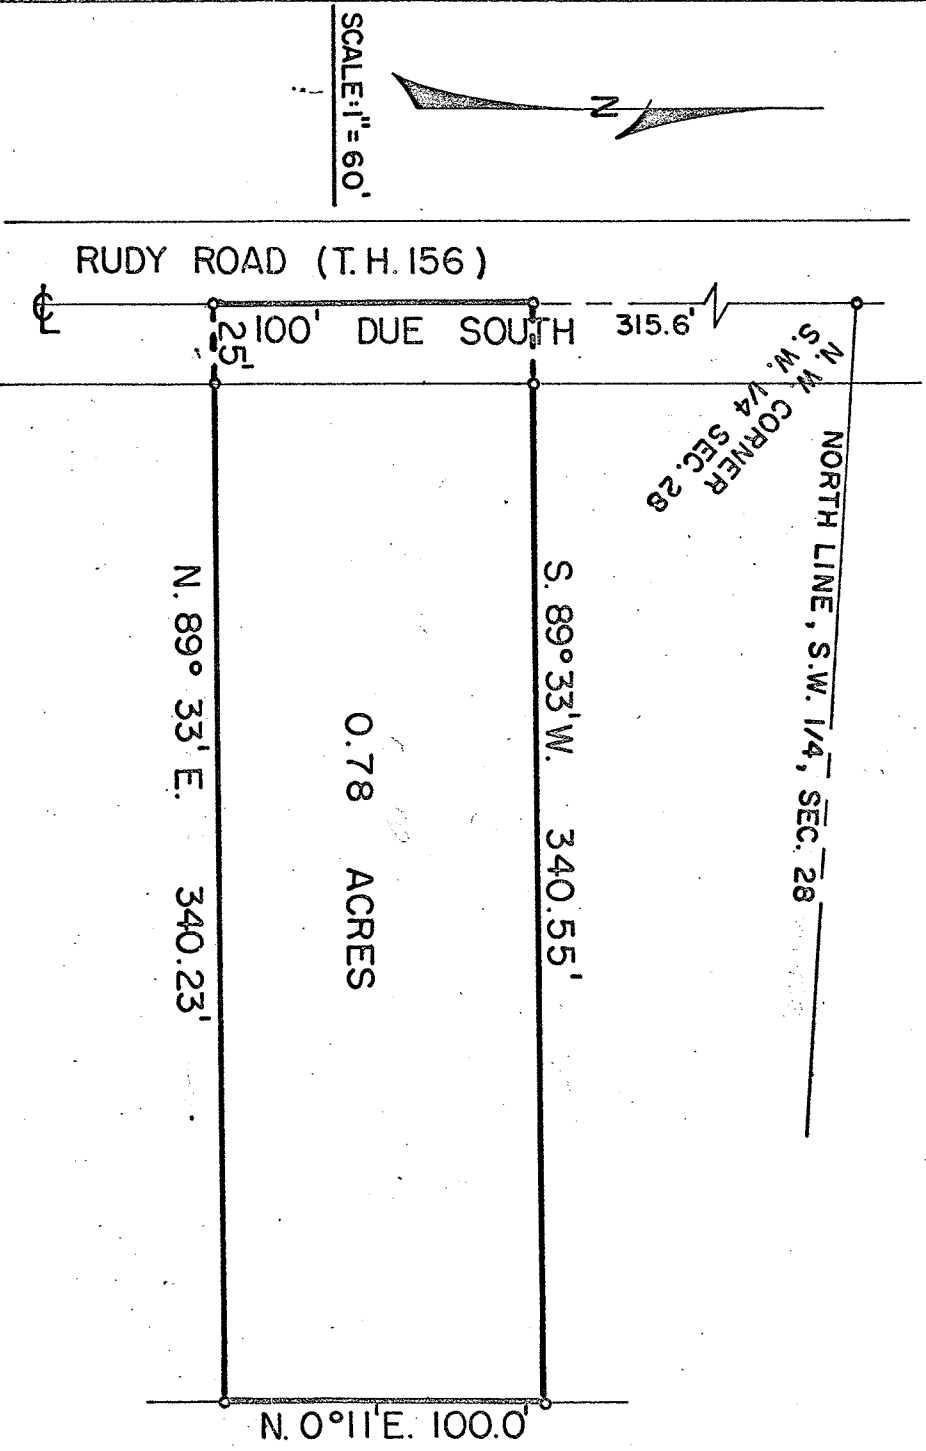 SCALE: 1" = 60'
N
RUDY ROAD (T.H. 156)
℄
100' DUE SOUTH
315.6'
25'
N. W. CORNER
S. W. 1/4 SEC. 28
NORTH LINE, S.W. 1/4, SEC. 28
S. 89° 33' W. 340.55'
0.78 ACRES
N. 89° 33' E. 340.23'
N. 0° 11' E. 100.0'